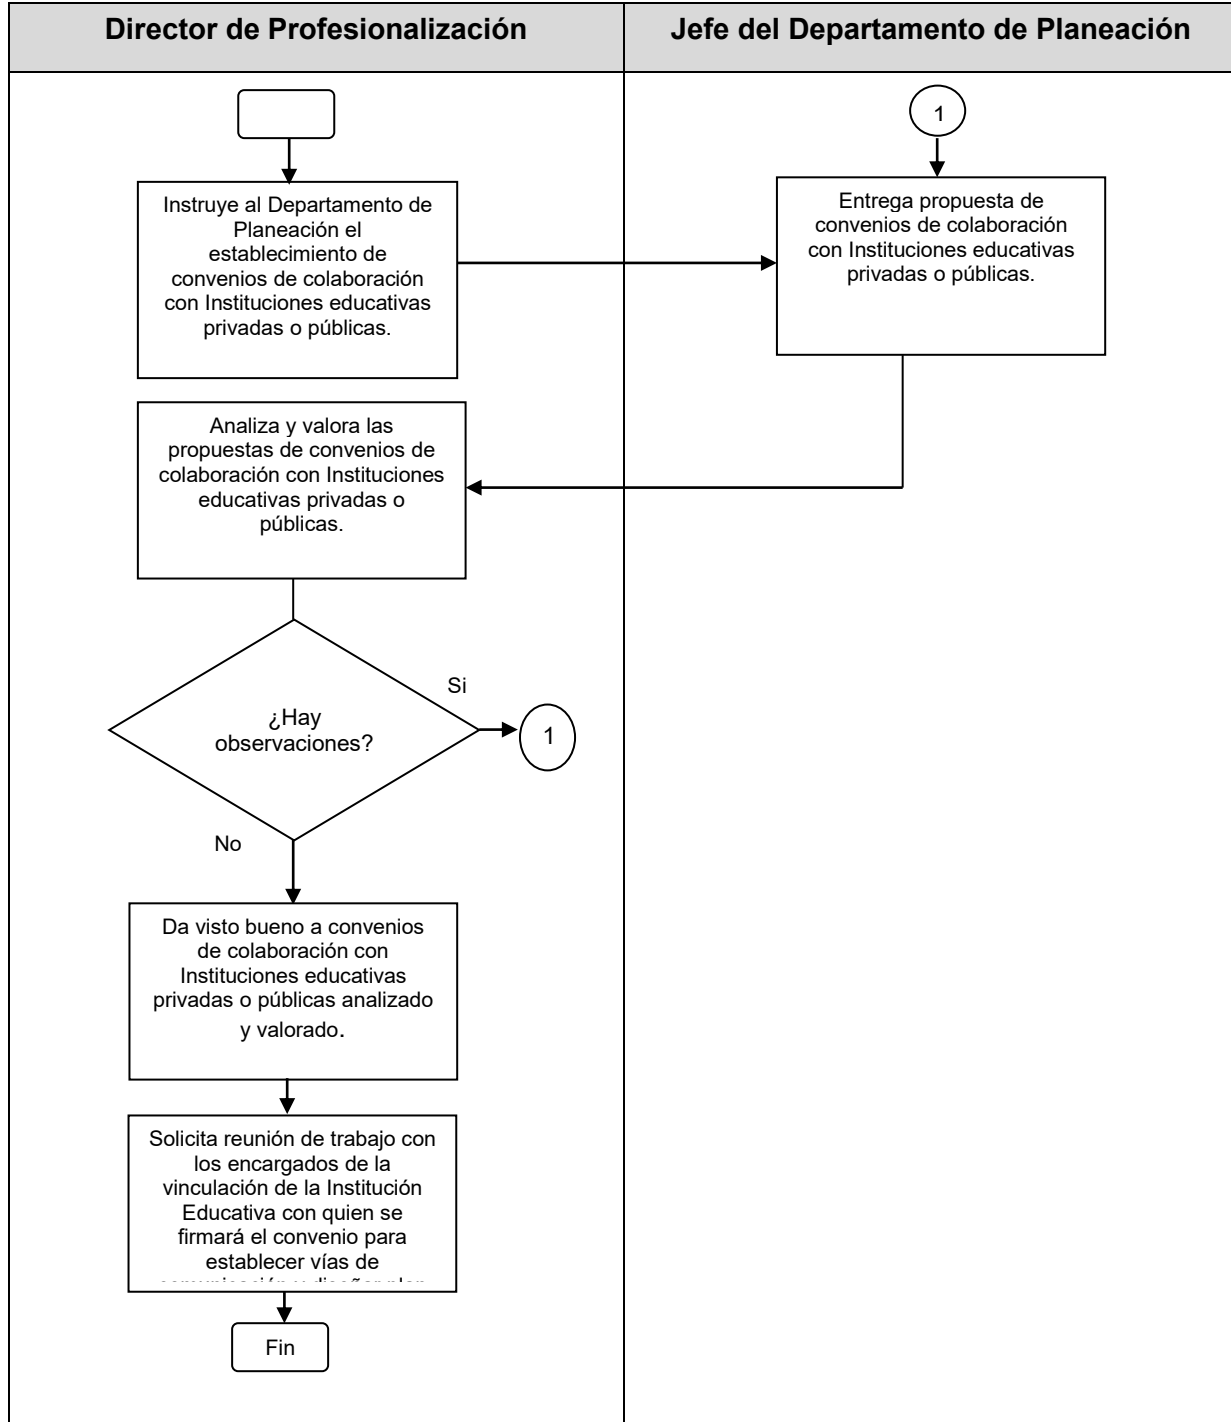 Director de Profesionalización
Jefe del Departamento de Planeación
Instruye al Departamento de
Planeación el
establecimiento de
convenios de colaboración
con Instituciones educativas
privadas o públicas.
1
Entrega propuesta de
convenios de colaboración
con Instituciones educativas
privadas o públicas.
Analiza y valora las
propuestas de convenios de
colaboración con Instituciones
educativas privadas o
públicas.
¿Hay
observaciones?
Si
1
No
Da visto bueno a convenios
de colaboración con
Instituciones educativas
privadas o públicas analizado
y valorado.
Solicita reunión de trabajo con
los encargados de la
vinculación de la Institución
Educativa con quien se
firmará el convenio para
establecer vías de
comunicación y diseñar plan
Fin